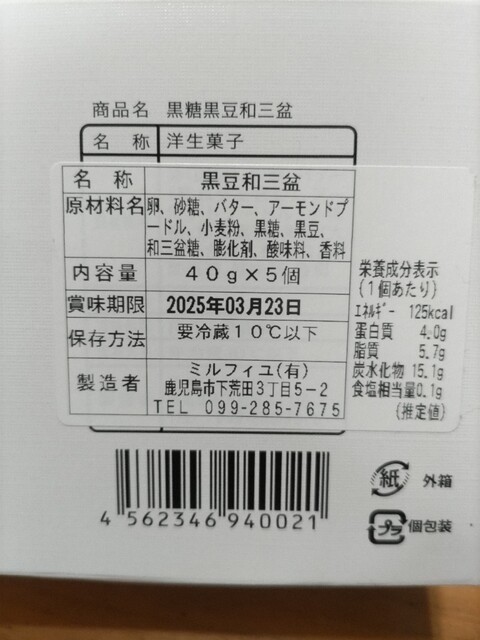 商品名 黒糖黒豆和三盆
名 称 洋生菓子
名 称 黒豆和三盆
原材料名 卵、砂糖、バター、アーモンドプ
ードル、小麦粉、黒糖、黒豆、
和三盆糖、膨化剤、酸味料、香料
内容量 40g×5個
賞味期限 2025年03月23日
保存方法 要冷蔵10℃以下
製造者 ミルフィユ(有)
鹿児島市下荒田3丁目5-2
TEL 099-285-7675
栄養成分表示
(1個あたり)
エネルギー 125kcal
蛋白質 4.0g
脂質 5.7g
炭水化物 15.1g
食塩相当量0.1g
(推定値)
4 562346 940021
紙 外箱
プラ 個包装